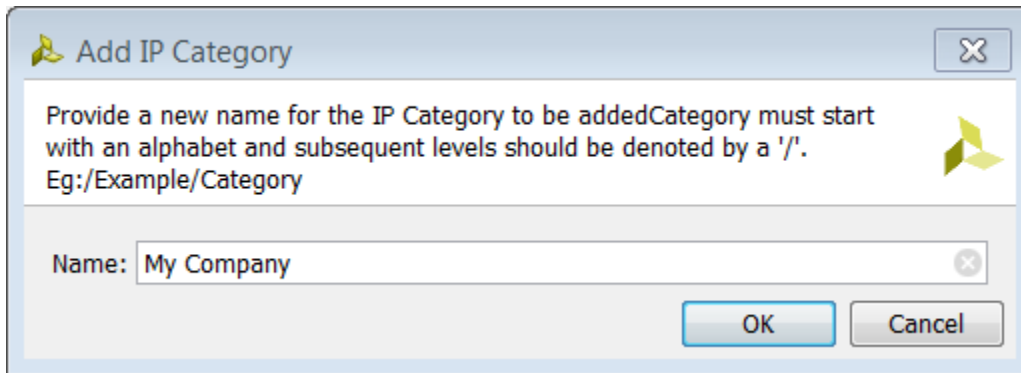 Add IP Category
Provide a new name for the IP Category to be addedCategory must start
with an alphabet and subsequent levels should be denoted by a '/'.
Eg:/Example/Category
Name: My Company
OK Cancel